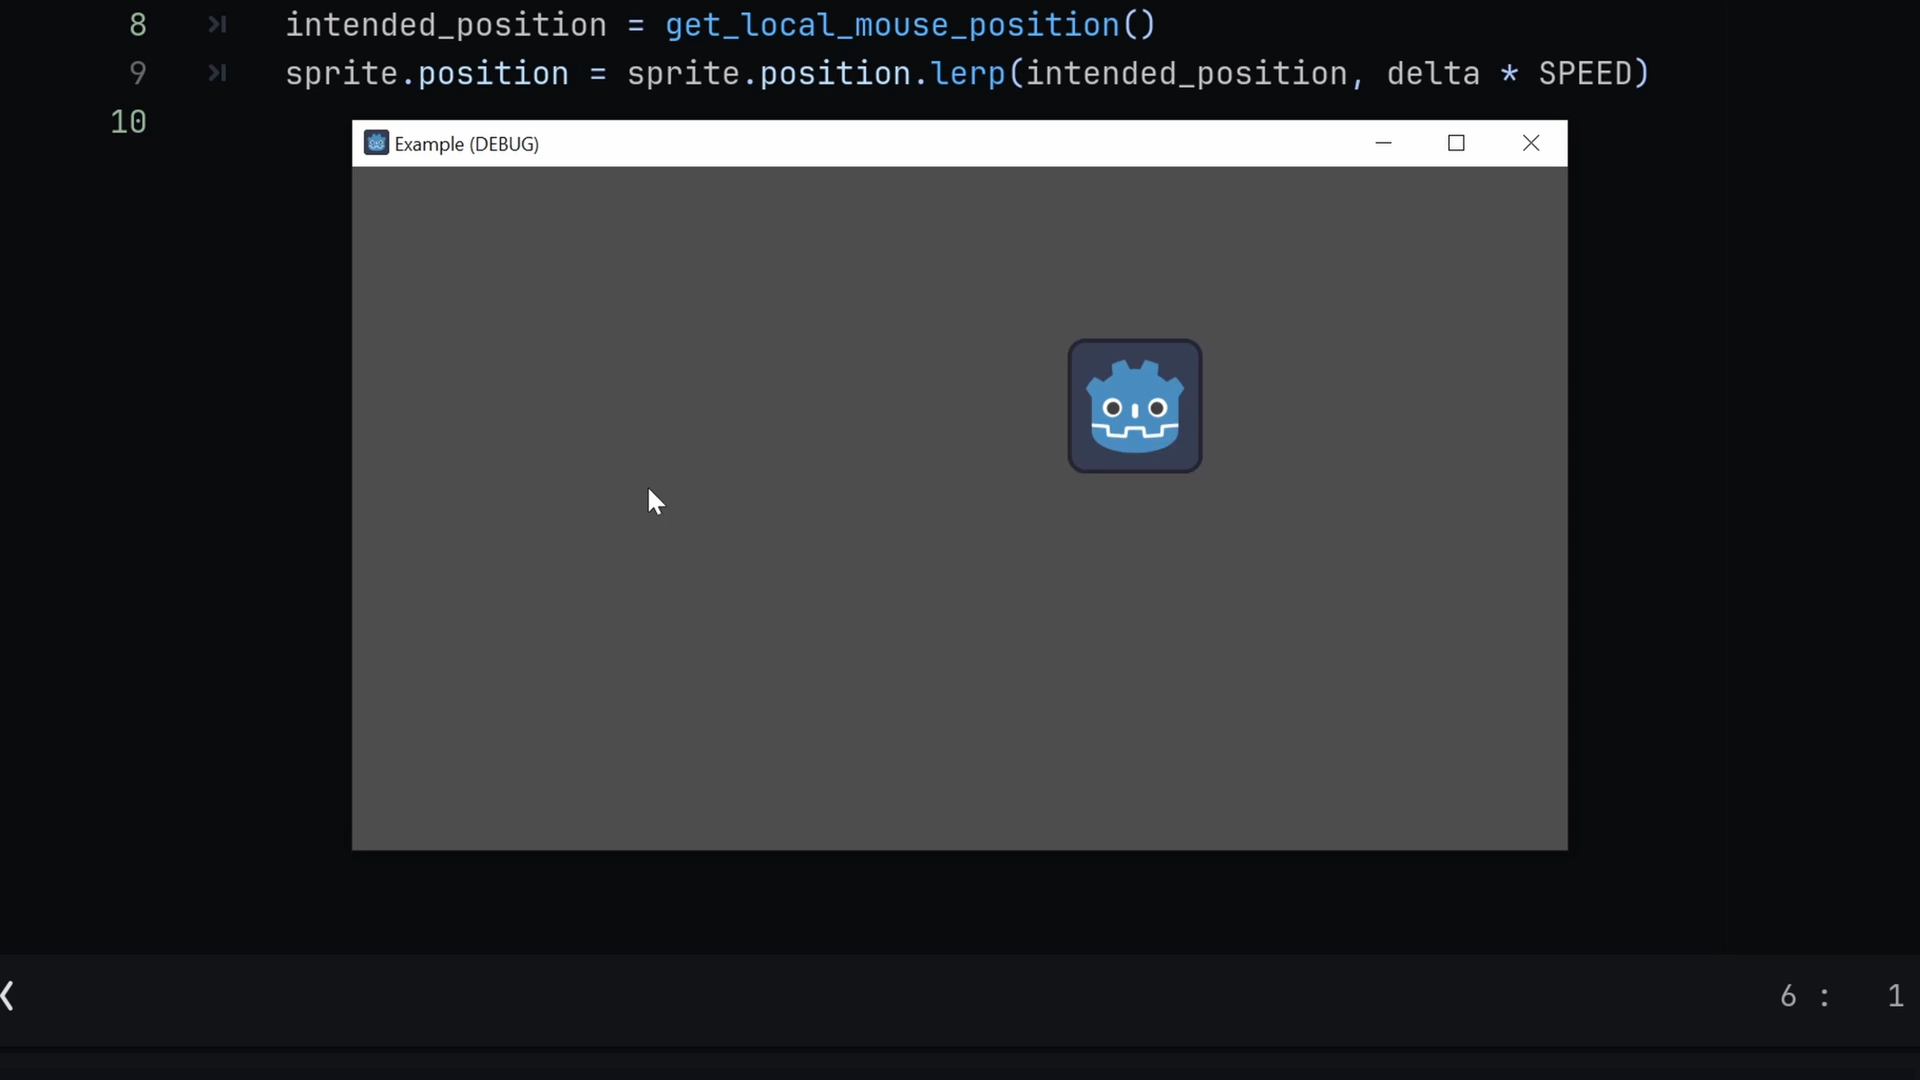 8 intended_position = get_local_mouse_position()
9 sprite.position = sprite.position.lerp(intended_position, delta * SPEED)
10
Example (DEBUG)
6 : 1